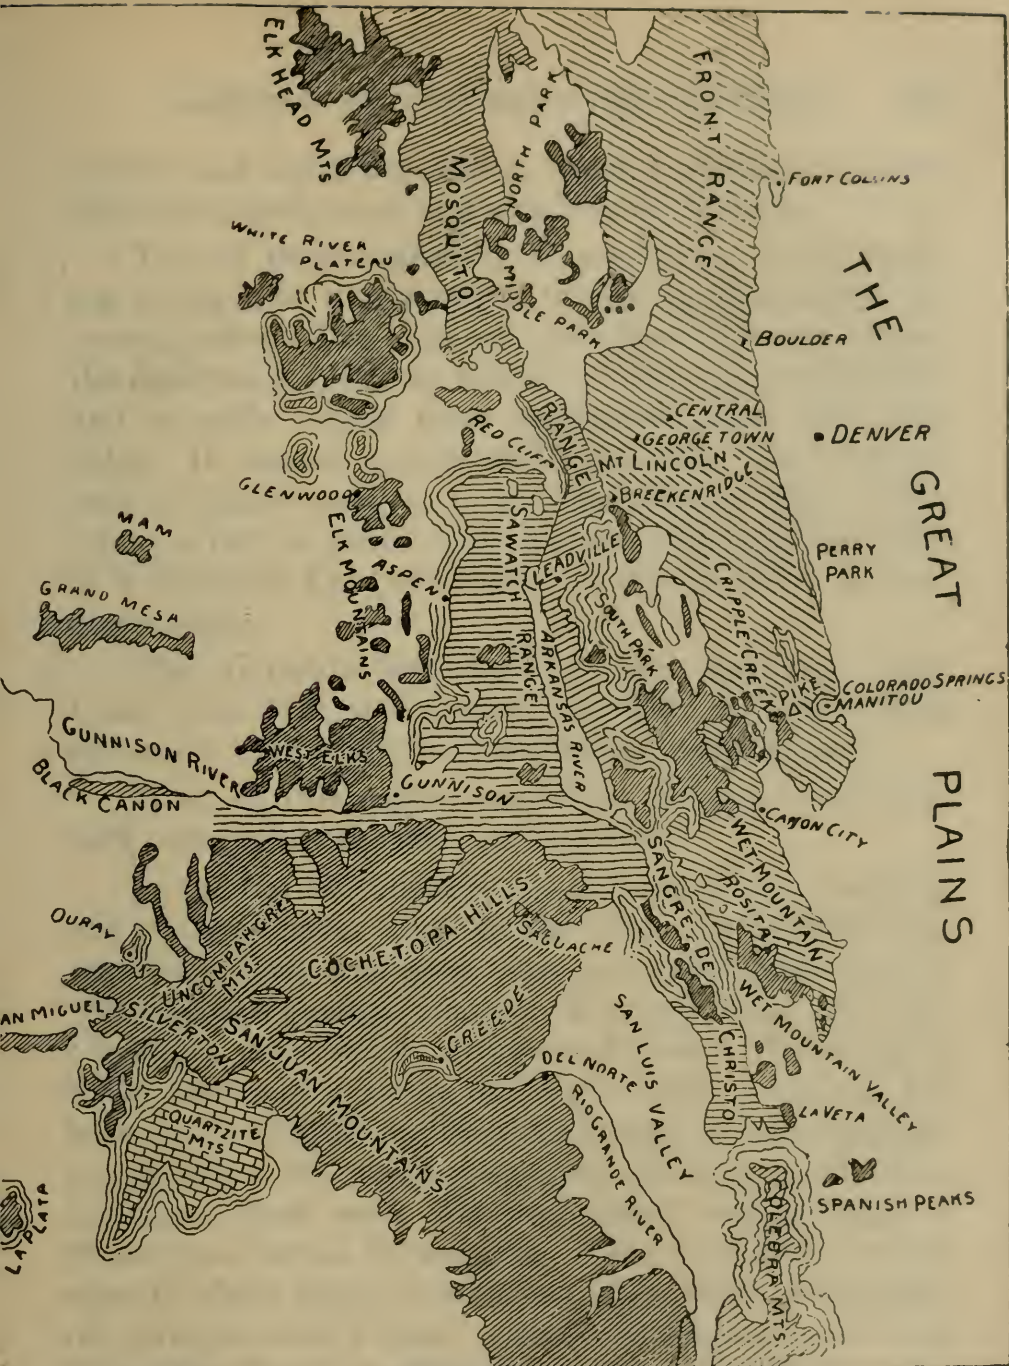 ELK HEAD MTS
NORTH PARK
FRONT RANGE
MOSQUITO
FORT COLLINS
WHITE RIVER
PLATEAU
MIDDLE PARK
THE
BOULDER
CENTRAL
GEORGETOWN
DENVER
RANGE
RED CLIFF
MT LINCOLN
BRECKENRIDGE
GREAT
GLENWOOD
MAM
ELK MOUNTAINS
ASPEN
SAWATCH
RANGE
LEADVILLE
SOUTH PARK
CRIPPLE CREEK
PERRY
PARK
GRAND MESA
ARKANSAS RIVER
PIKE
COLORADO SPRINGS
MANITOU
GUNNISON RIVER
WEST ELKS
BLACK CANON
GUNNISON
CANON CITY
PLAINS
WET MOUNTAIN
ROSITA
SANGRE DE
CHRISTO
OURAY
UNCOMPAHGRE
MTS
COCHETOPA HILLS
SAGUACHE
WET MOUNTAIN VALLEY
AN MIGUEL
SILVERTON
SAN JUAN MOUNTAINS
CREEDE
SAN LUIS VALLEY
DEL NORTE
RIO GRANDE RIVER
LA VETA
QUARTZITE
MTS
LA PLATA
SPANISH PEAKS
COLEBRA MTS